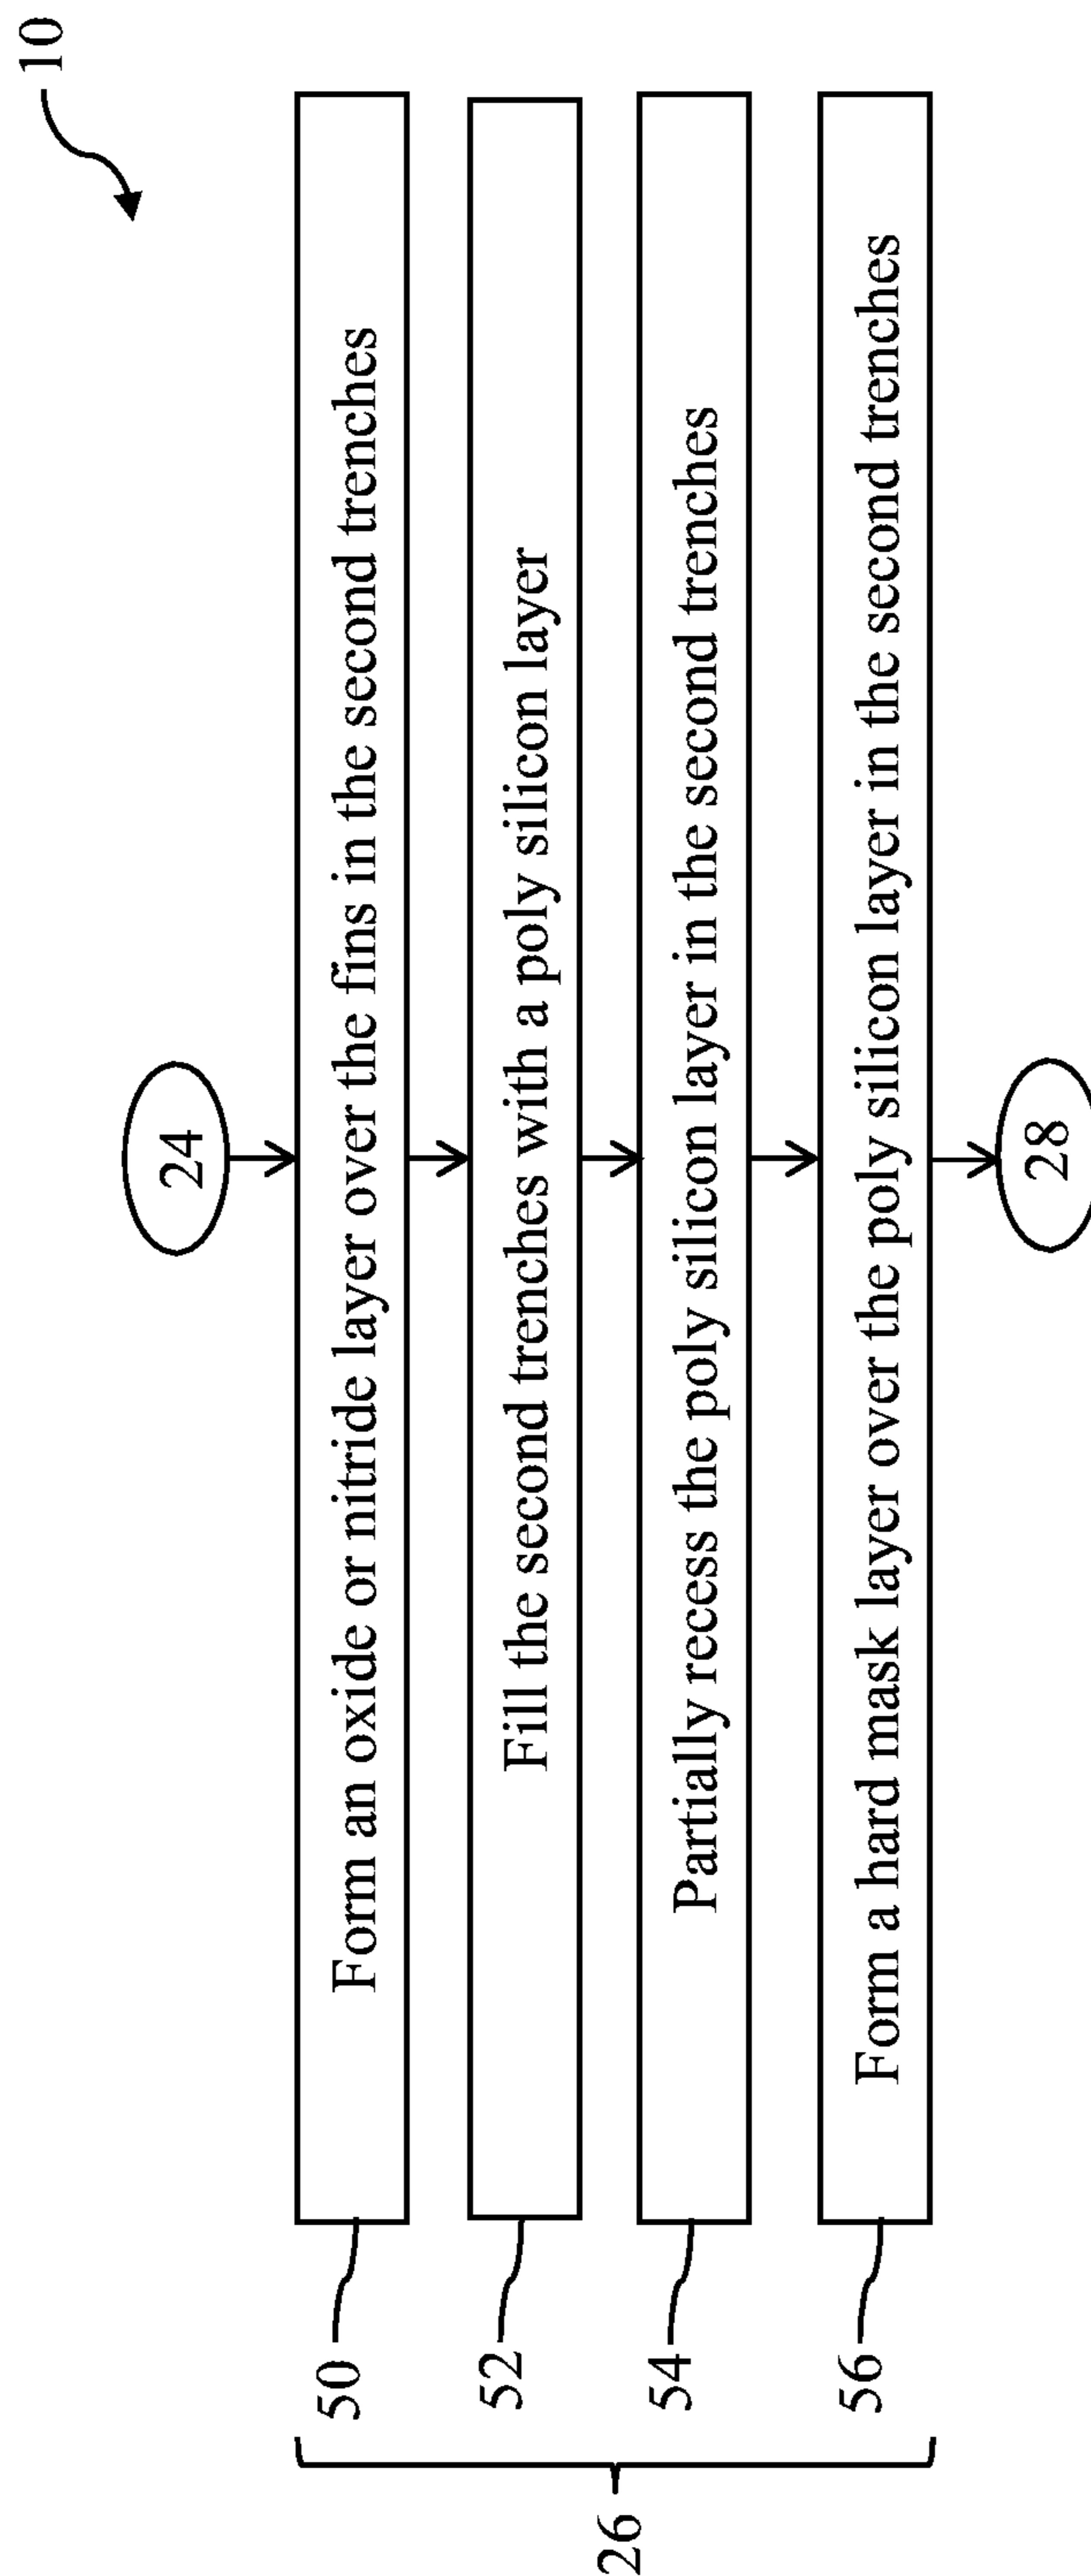 10
24
50
Form an oxide or nitride layer over the fins in the second trenches
52
Fill the second trenches with a poly silicon layer
54
Partially recess the poly silicon layer in the second trenches
56
Form a hard mask layer over the poly silicon layer in the second trenches
26
28